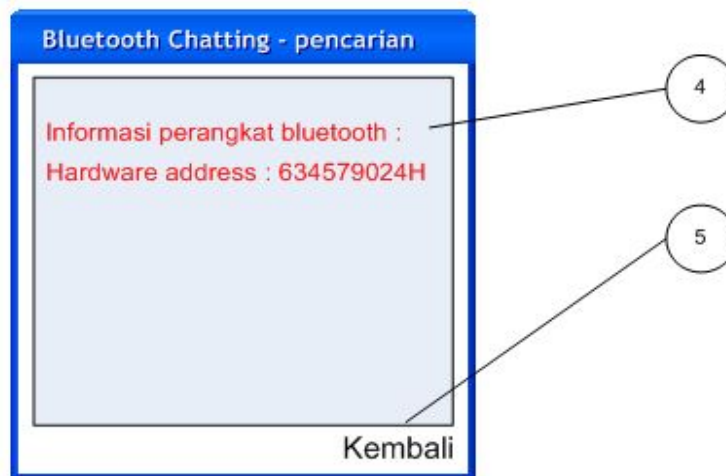 Bluetooth Chatting - pencarian
4
Informasi perangkat bluetooth :
Hardware address : 634579024H
5
Kembali